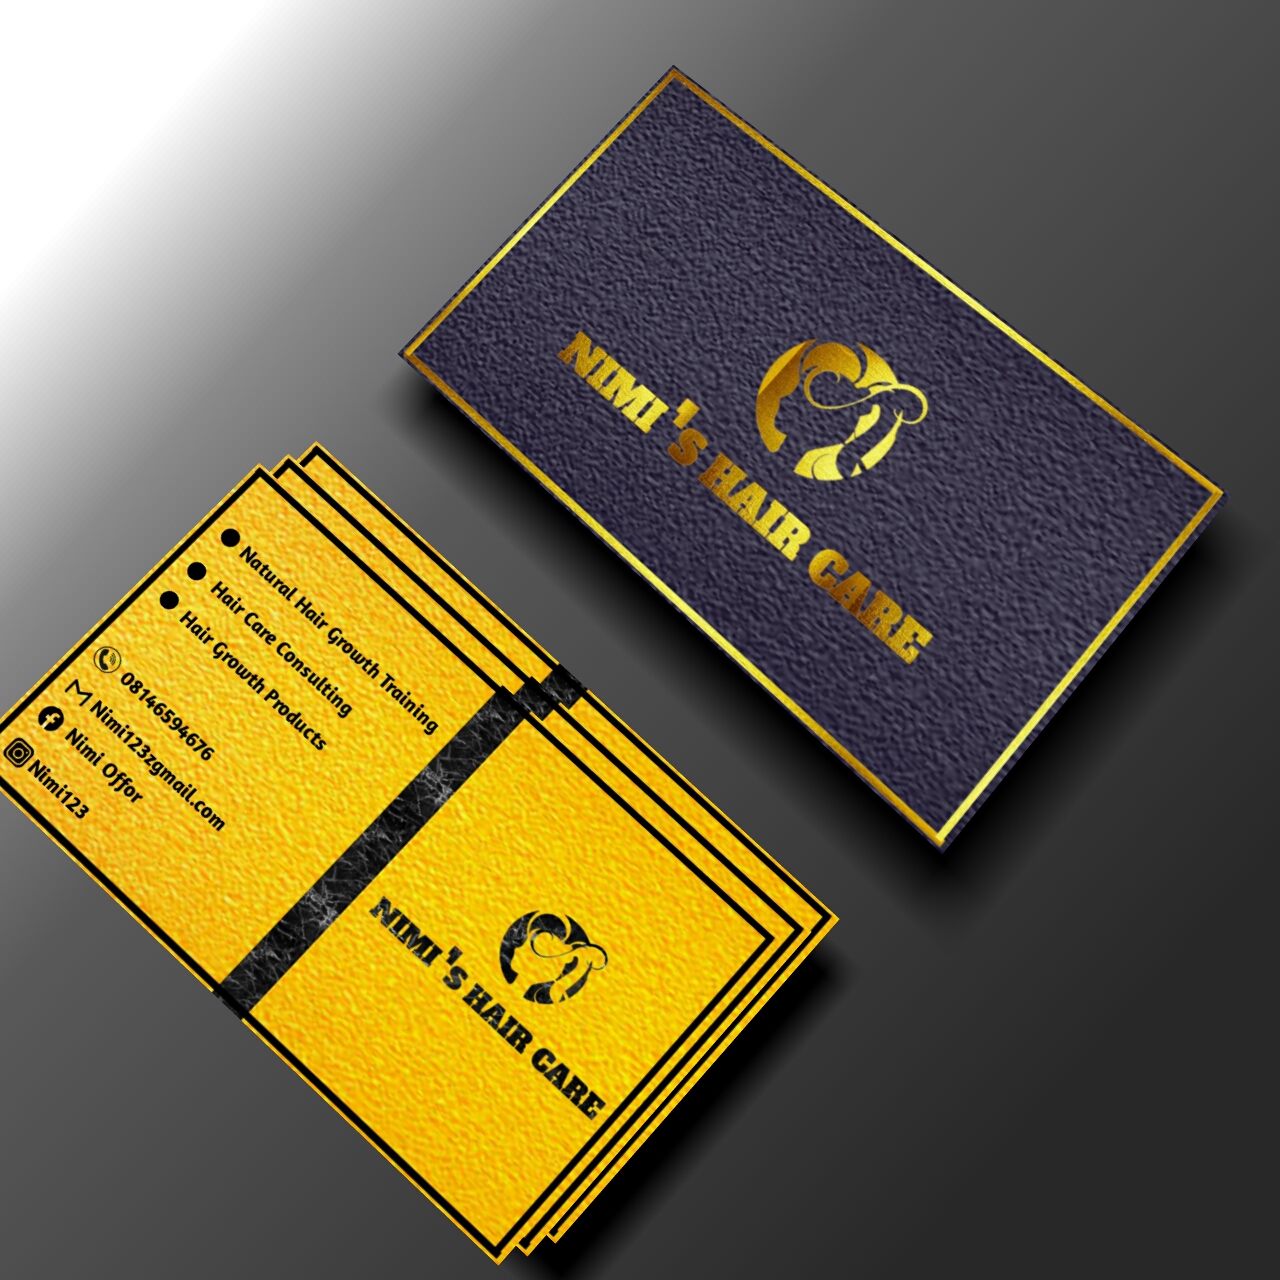 NIMI'S HAIR CARE
Natural Hair Growth Training
Hair Care Consulting
Hair Growth Products
08146594676
Nimi123zgmail.com
Nimi Offor
Nimi123
NIMI'S HAIR CARE